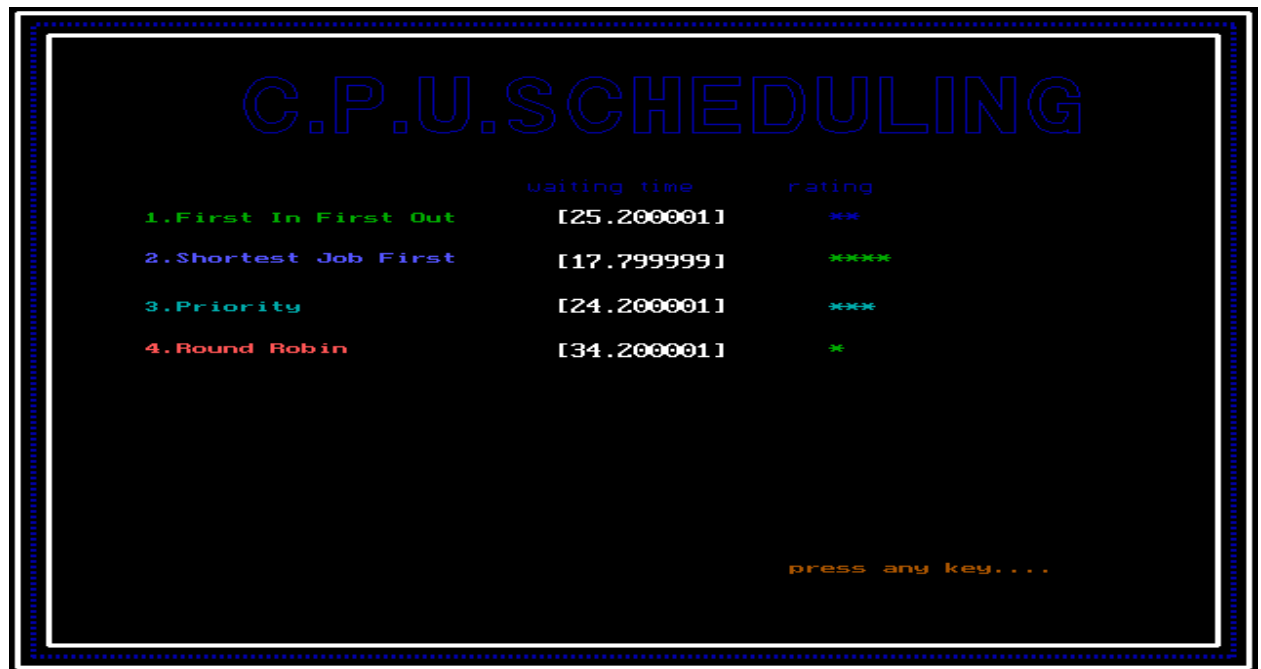 C.P.U.SCHEDULING
waiting time rating
1.First In First Out [25.200001] **
2.Shortest Job First [17.799999] ****
3.Priority [24.200001] ***
4.Round Robin [34.200001] *
press any key....